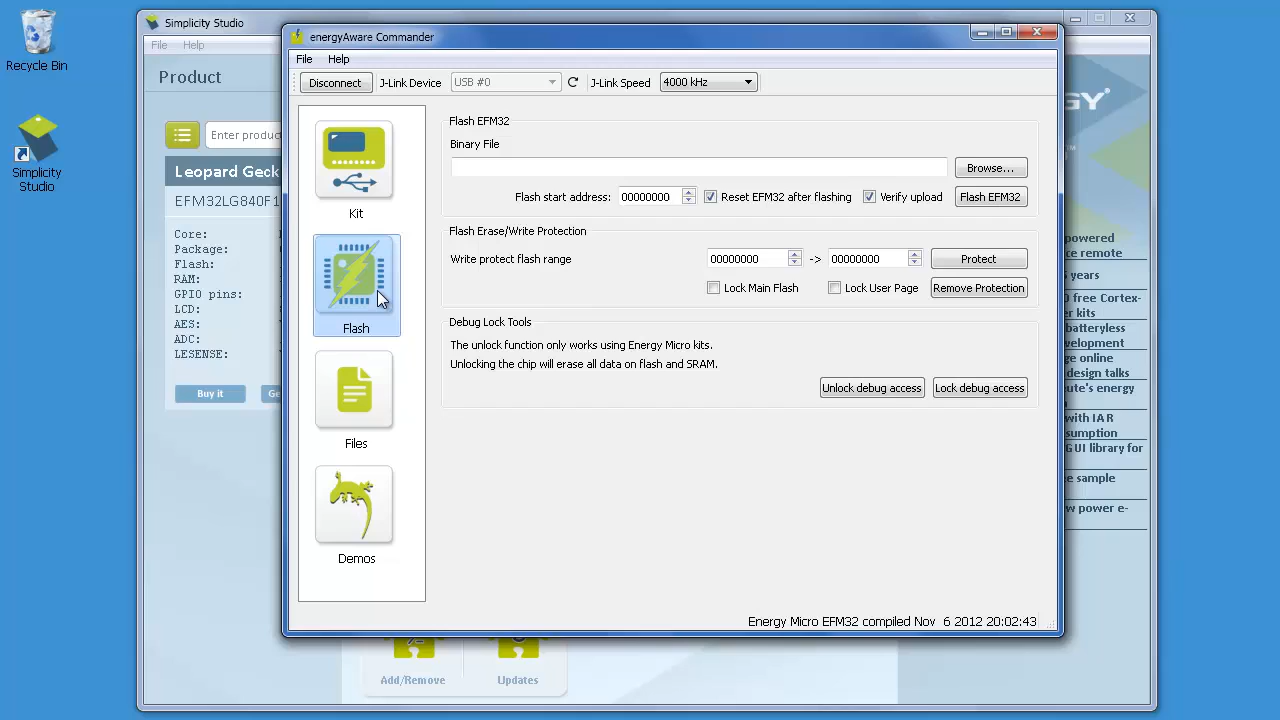 Recycle Bin
Simplicity
Studio
Simplicity Studio
File Help
Product
Enter produc
Leopard Geck
EFM32LG840F1
Core:
Package:
Flash:
RAM:
GPIO pins:
LCD:
AES:
ADC:
LESENSE:
Buy it
Ge
Add/Remove
Updates
energyAware Commander
File Help
Disconnect J-Link Device USB #0 J-Link Speed 4000 kHz
Kit
Flash
Files
Demos
Flash EFM32
Binary File
Browse...
Flash start address: 00000000 Reset EFM32 after flashing Verify upload Flash EFM32
Flash Erase/Write Protection
Write protect flash range 00000000 -> 00000000 Protect
Lock Main Flash Lock User Page Remove Protection
Debug Lock Tools
The unlock function only works using Energy Micro kits.
Unlocking the chip will erase all data on flash and SRAM.
Unlock debug access Lock debug access
Energy Micro EFM32 compiled Nov 6 2012 20:02:43
GY
powered
ce remote
years
0 free Cortex-
er kits
batteryless
velopment
ge online
design talks
ute's energy
with IAR
sumption
GUI library for
e sample
w power e-